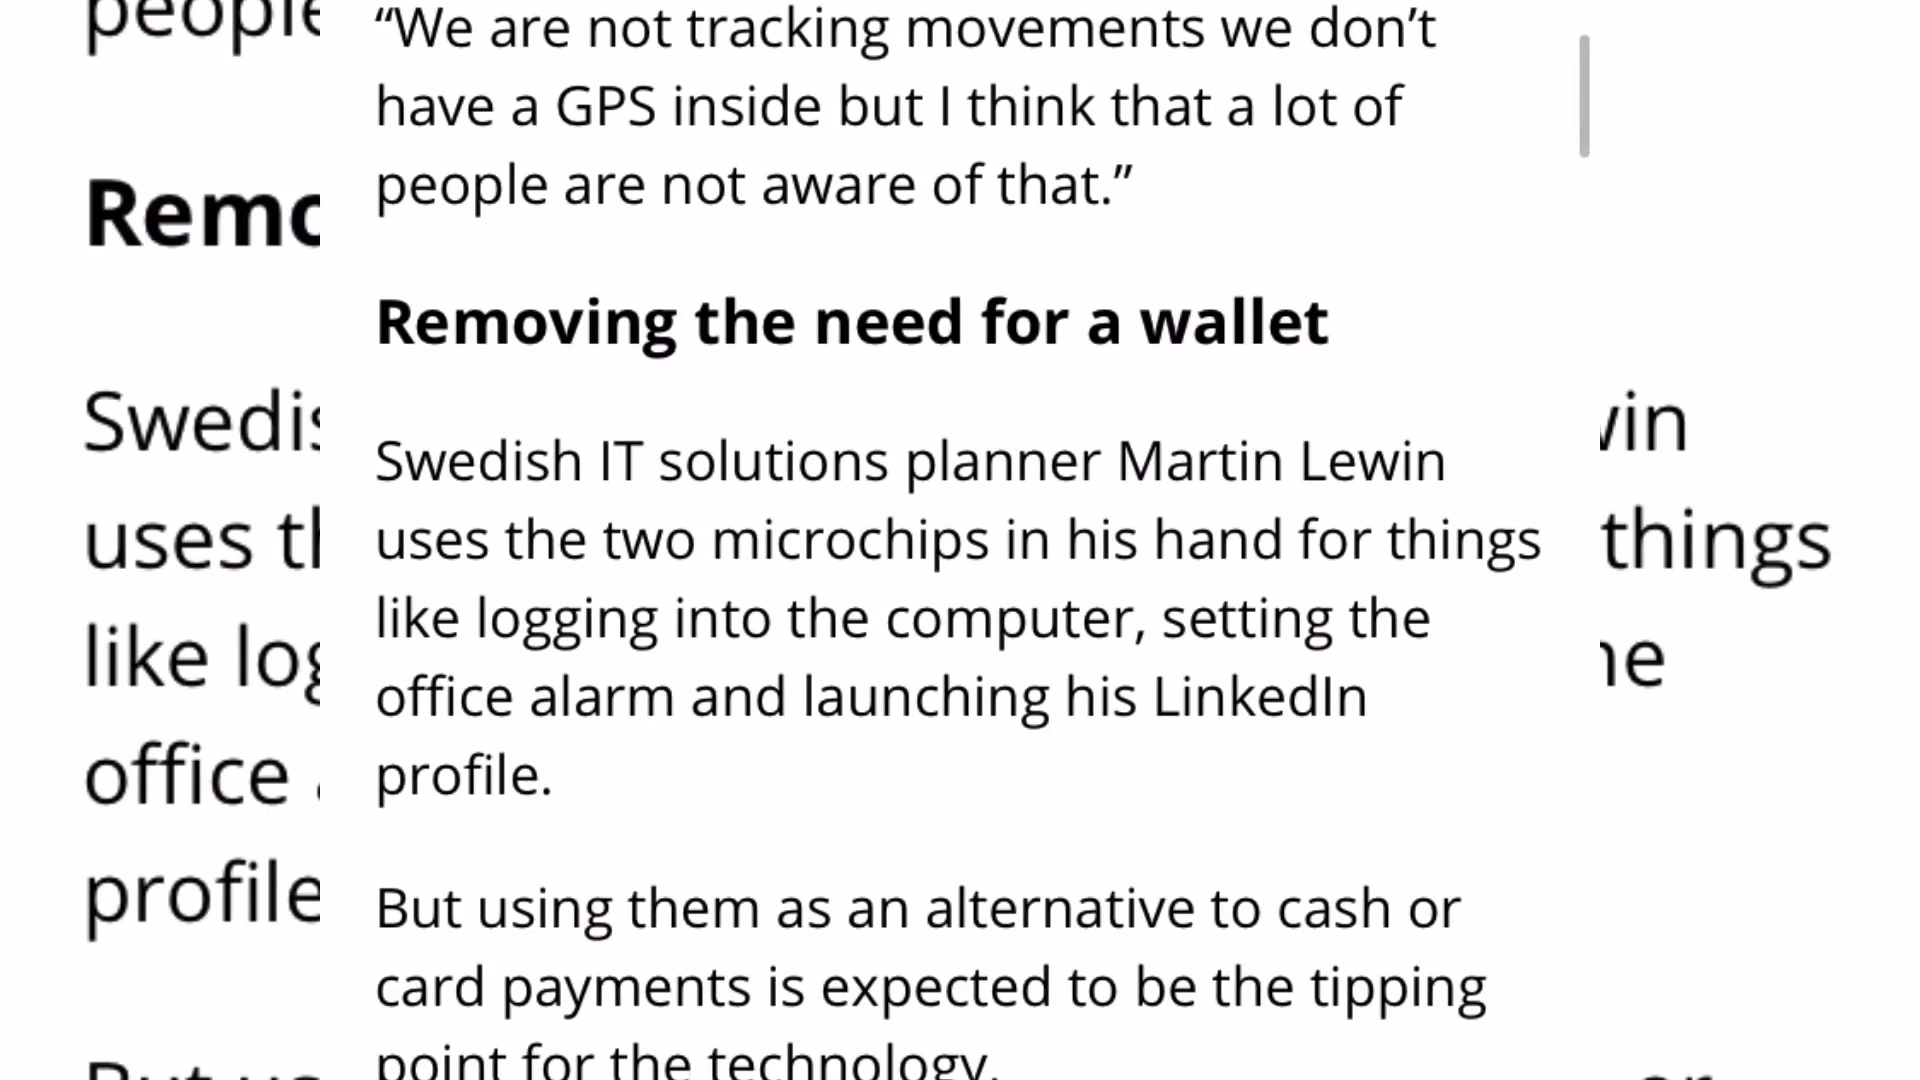 “We are not tracking movements we don’t
have a GPS inside but I think that a lot of
people are not aware of that.”
Removing the need for a wallet
Swedish IT solutions planner Martin Lewin
uses the two microchips in his hand for things
like logging into the computer, setting the
office alarm and launching his LinkedIn
profile.
But using them as an alternative to cash or
card payments is expected to be the tipping
point for the technology.